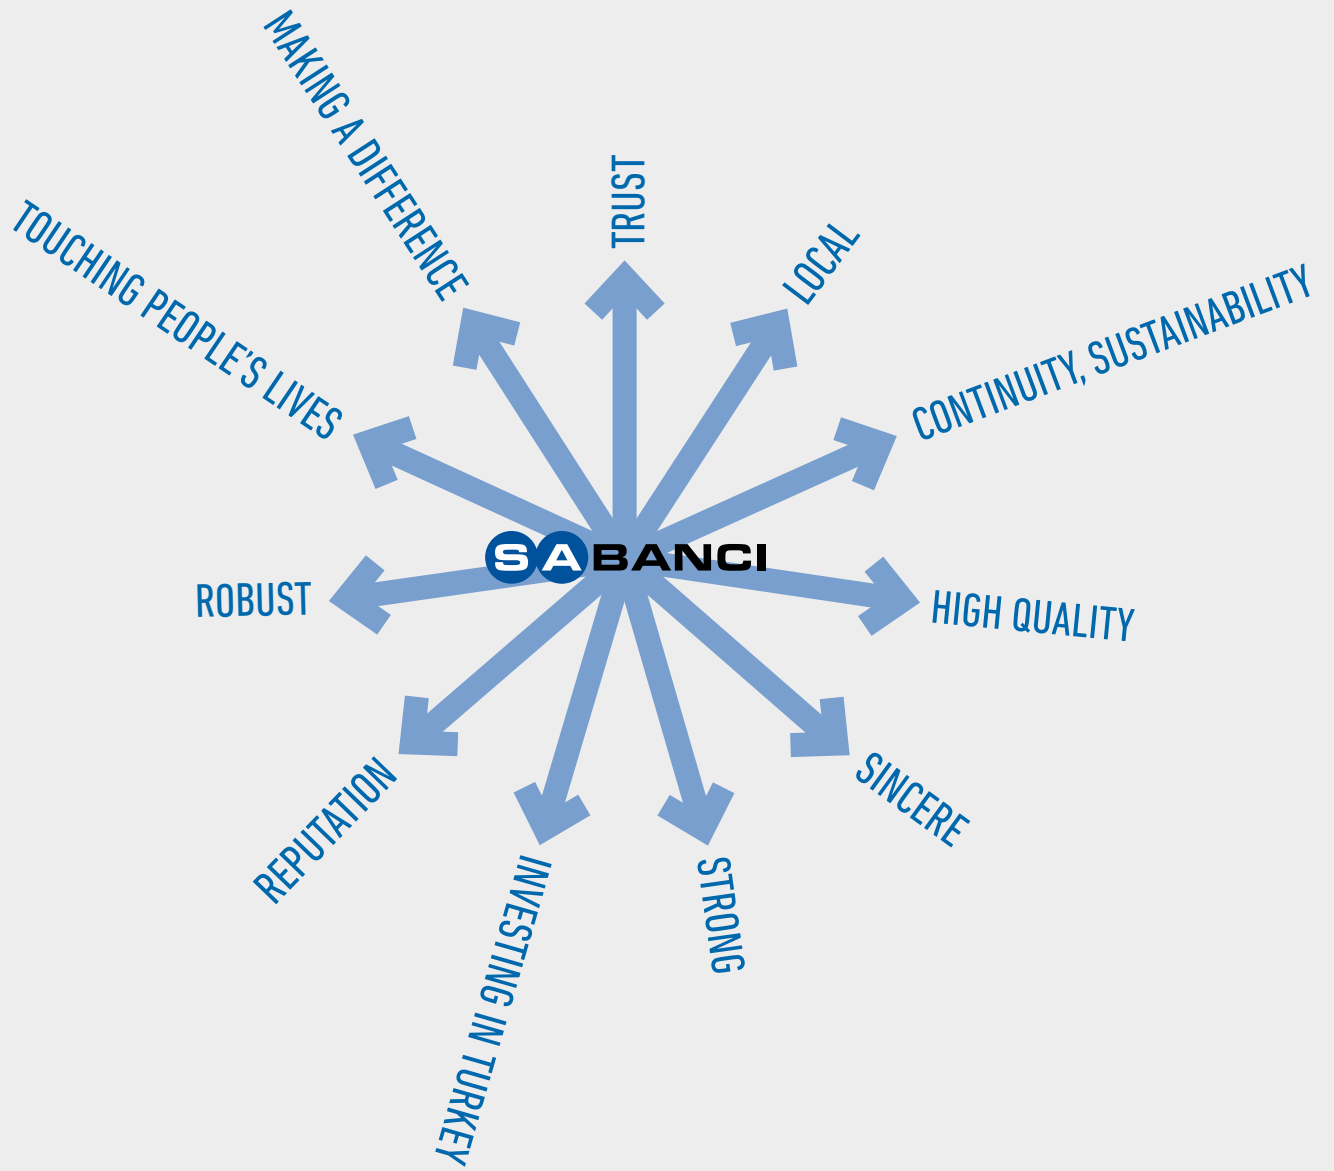 MAKING A DIFFERENCE
TRUST
LOCAL
TOUCHING PEOPLE'S LIVES
CONTINUITY, SUSTAINABILITY
SABANCI
ROBUST
HIGH QUALITY
REPUTATION
SINCERE
INVESTING IN TURKEY
STRONG